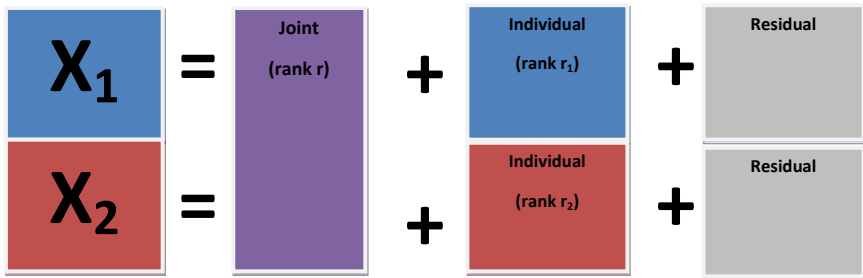 X₁ = Joint + Individual + Residual
(rank r) (rank r₁)
X₂ = + Individual + Residual
(rank r₂)